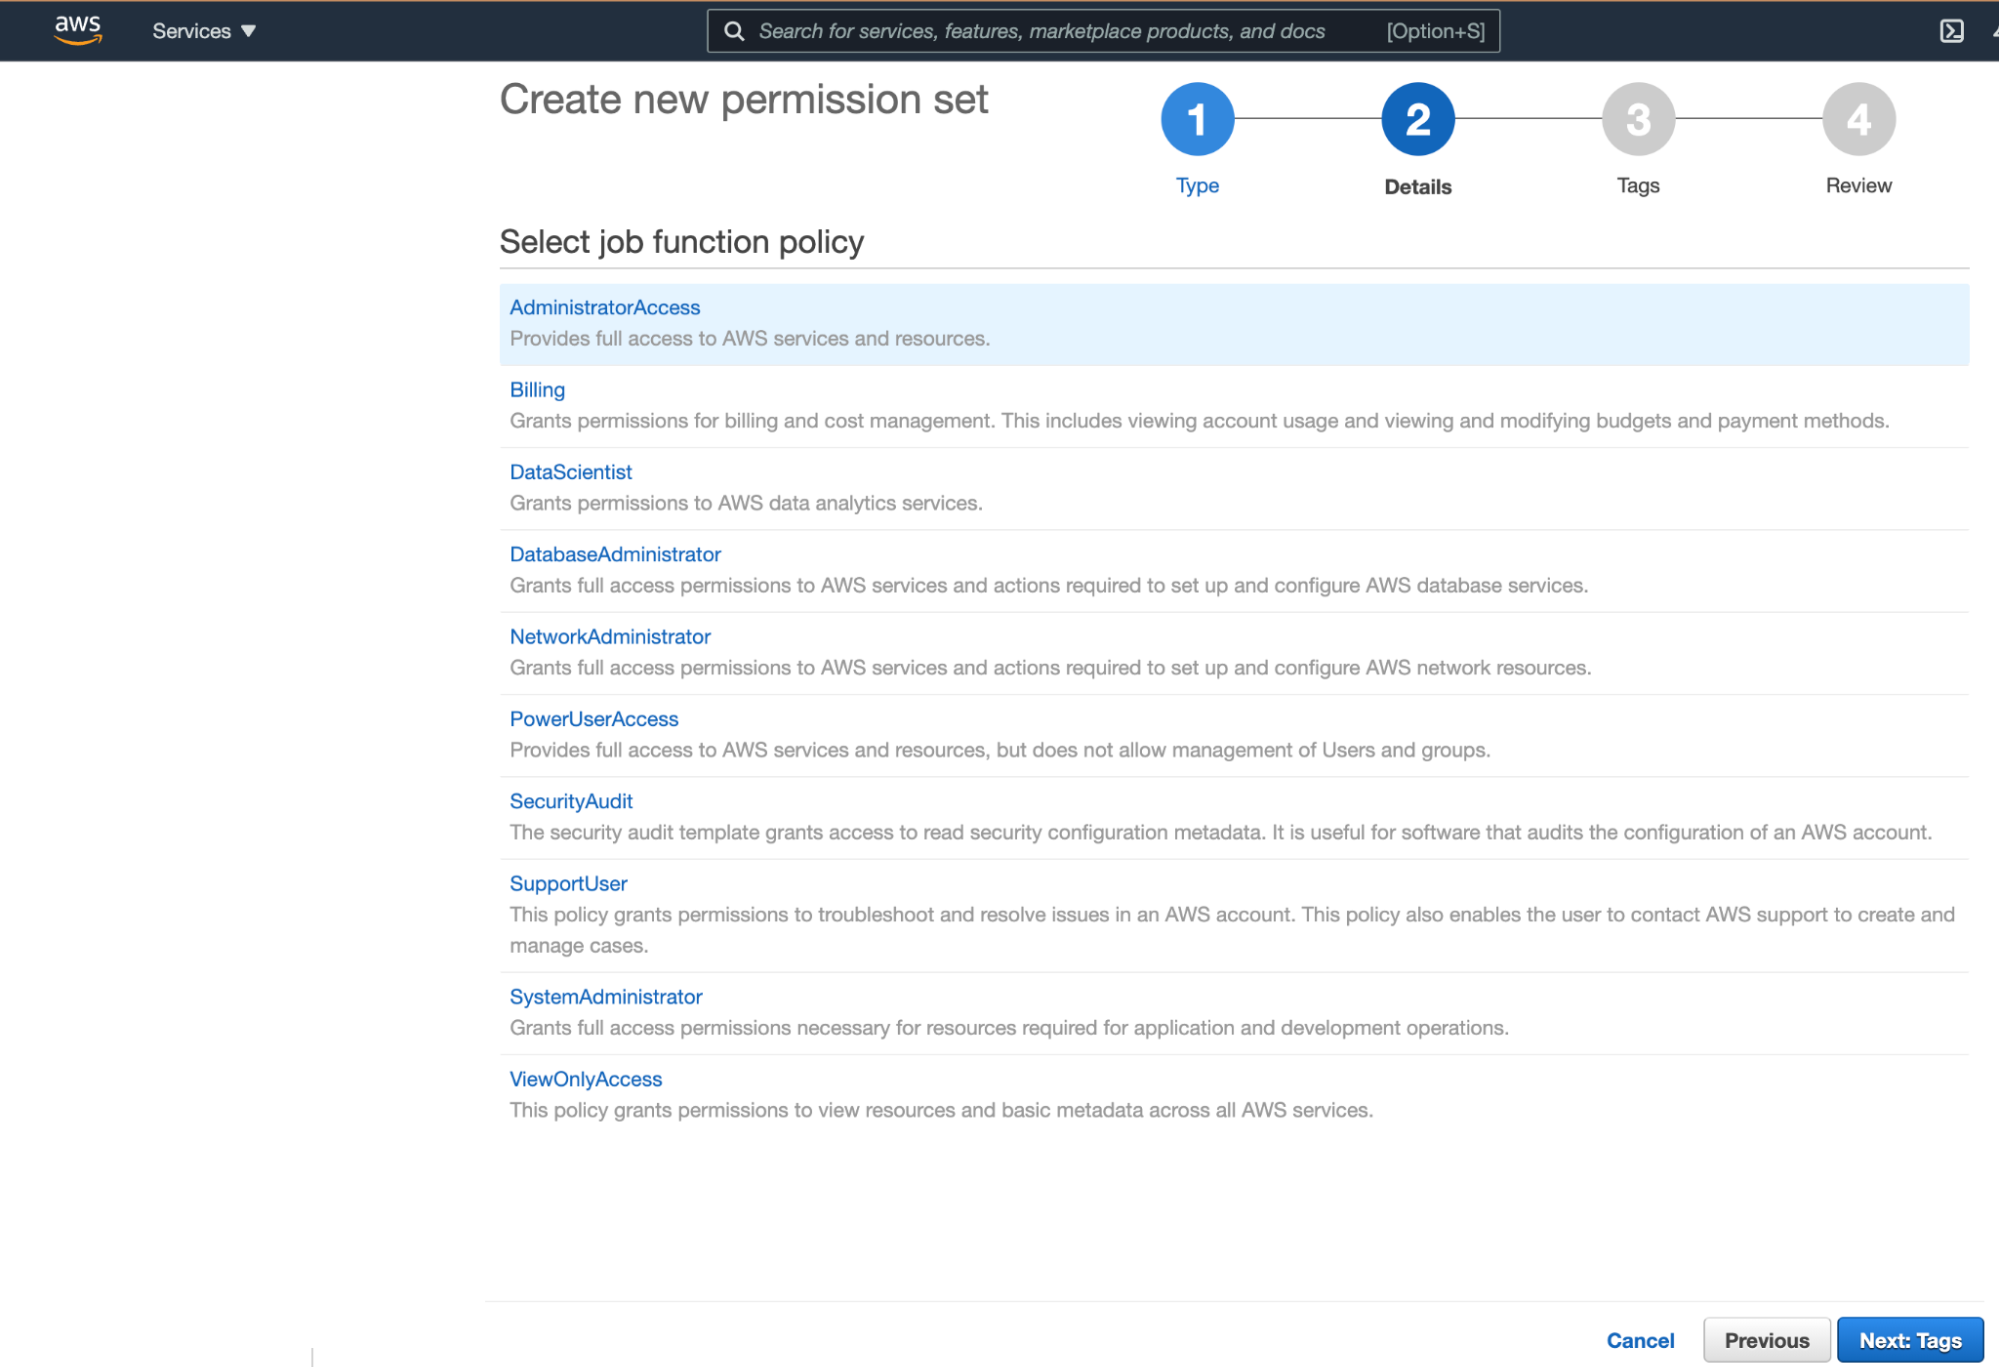 aws
Services ▼
Search for services, features, marketplace products, and docs [Option+S]
Create new permission set
1
2
3
4
Type
Details
Tags
Review
Select job function policy
AdministratorAccess
Provides full access to AWS services and resources.
Billing
Grants permissions for billing and cost management. This includes viewing account usage and viewing and modifying budgets and payment methods.
DataScientist
Grants permissions to AWS data analytics services.
DatabaseAdministrator
Grants full access permissions to AWS services and actions required to set up and configure AWS database services.
NetworkAdministrator
Grants full access permissions to AWS services and actions required to set up and configure AWS network resources.
PowerUserAccess
Provides full access to AWS services and resources, but does not allow management of Users and groups.
SecurityAudit
The security audit template grants access to read security configuration metadata. It is useful for software that audits the configuration of an AWS account.
SupportUser
This policy grants permissions to troubleshoot and resolve issues in an AWS account. This policy also enables the user to contact AWS support to create and
manage cases.
SystemAdministrator
Grants full access permissions necessary for resources required for application and development operations.
ViewOnlyAccess
This policy grants permissions to view resources and basic metadata across all AWS services.
Cancel
Previous
Next: Tags